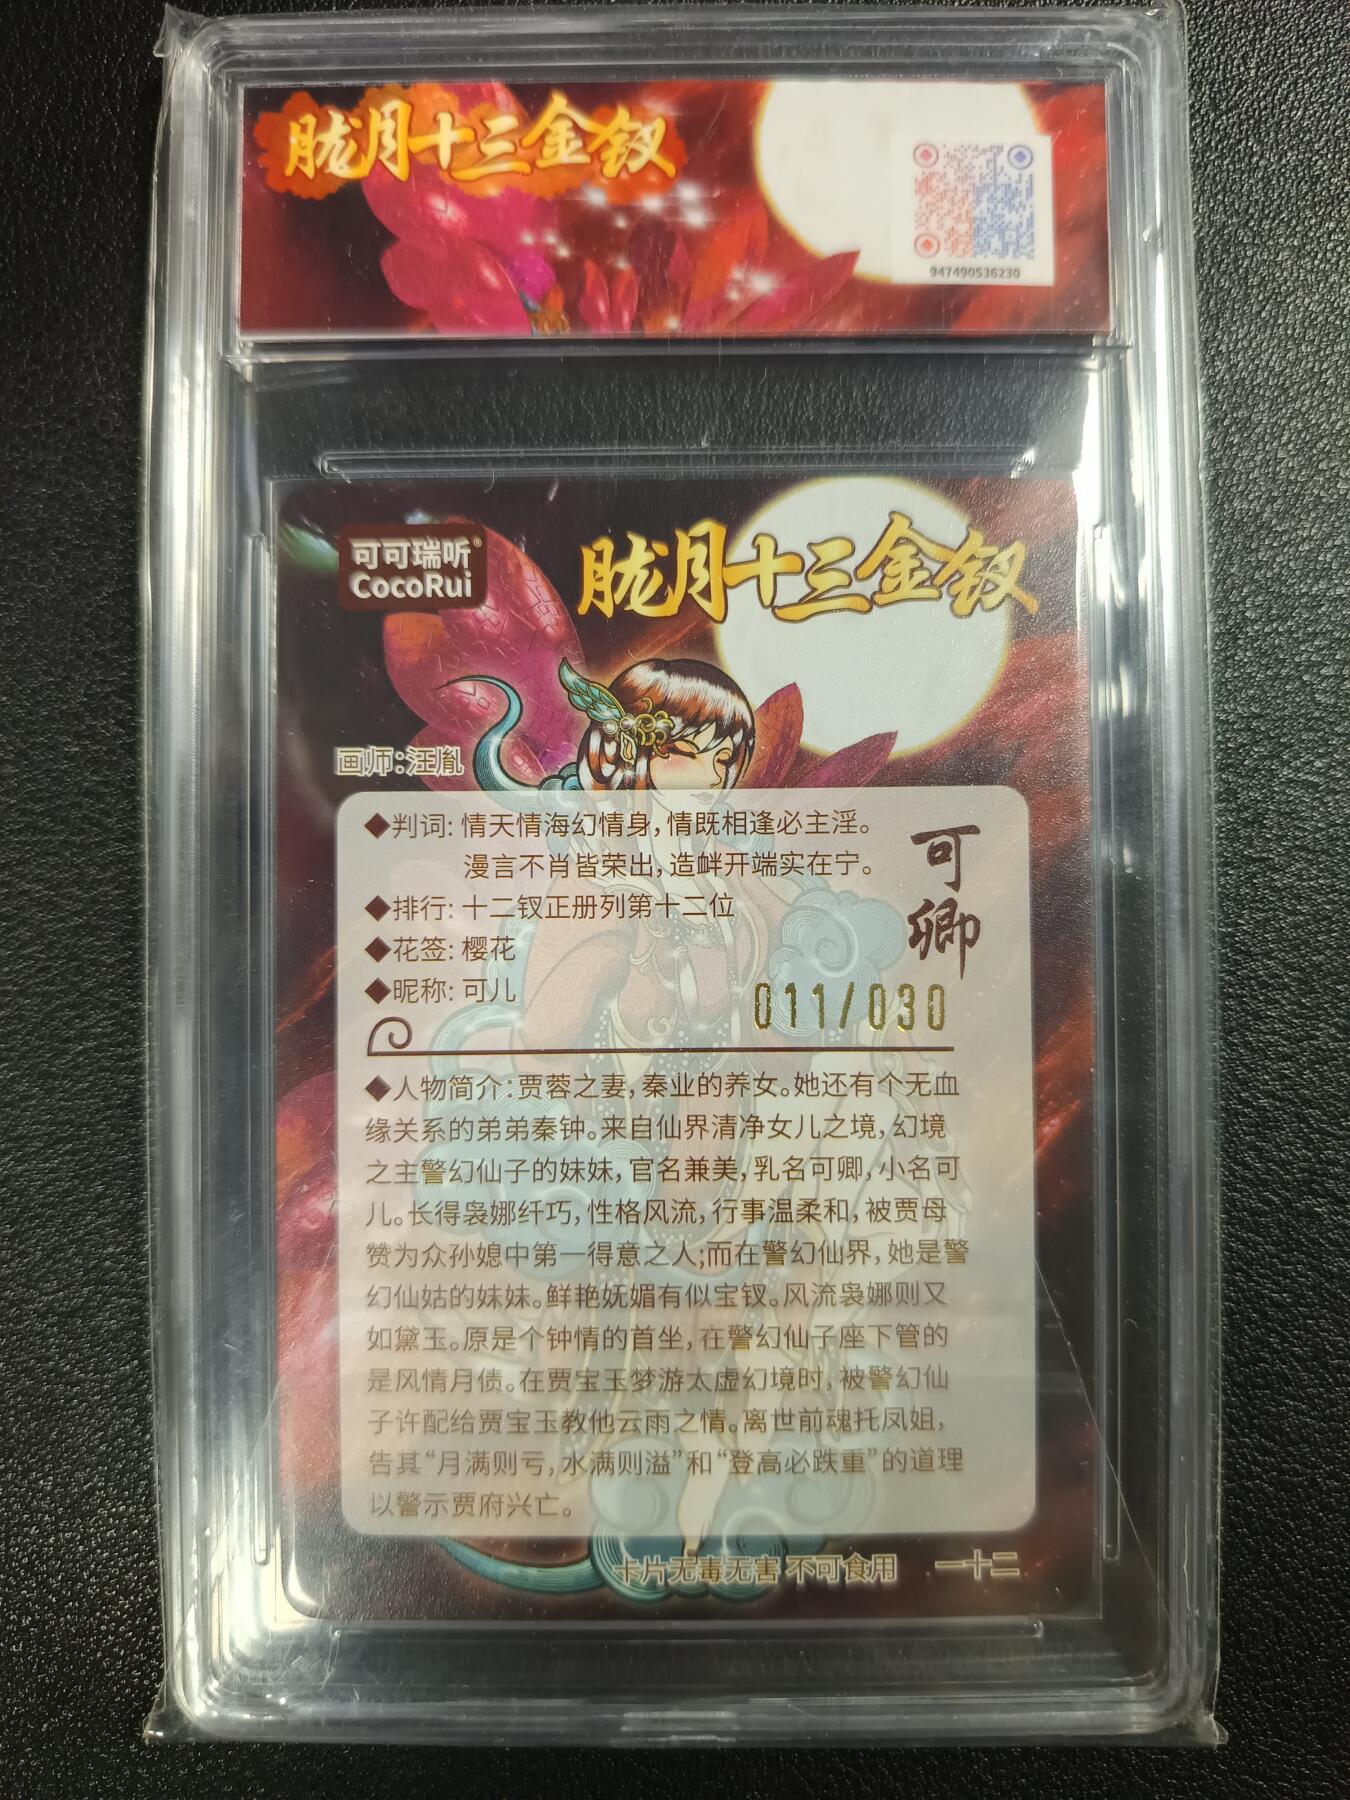 胧月十三金钗
947490536230
可可瑞听®
CocoRui
胧月十三金钗
画师:汪胤
◆判词: 情天情海幻情身,情既相逢必主淫。
漫言不肖皆荣出,造衅开端实在宁。
◆排行: 十二钗正册列第十二位
◆花签: 樱花
◆昵称: 可儿
可卿
011/030
◆人物简介:贾蓉之妻,秦业的养女。她还有个无血
缘关系的弟弟秦钟。来自仙界清净女儿之境,幻境
之主警幻仙子的妹妹,官名兼美,乳名可卿,小名可
儿。长得袅娜纤巧,性格风流,行事温柔和,被贾母
赞为众孙媳中第一得意之人;而在警幻仙界,她是警
幻仙姑的妹妹。鲜艳妩媚有似宝钗。风流袅娜则又
如黛玉。原是个钟情的首坐,在警幻仙子座下管的
是风情月债。在贾宝玉梦游太虚幻境时,被警幻仙
子许配给贾宝玉教他云雨之情。离世前魂托凤姐,
告其“月满则亏,水满则溢”和“登高必跌重”的道理
以警示贾府兴亡。
卡片无毒无害 不可食用 一十二